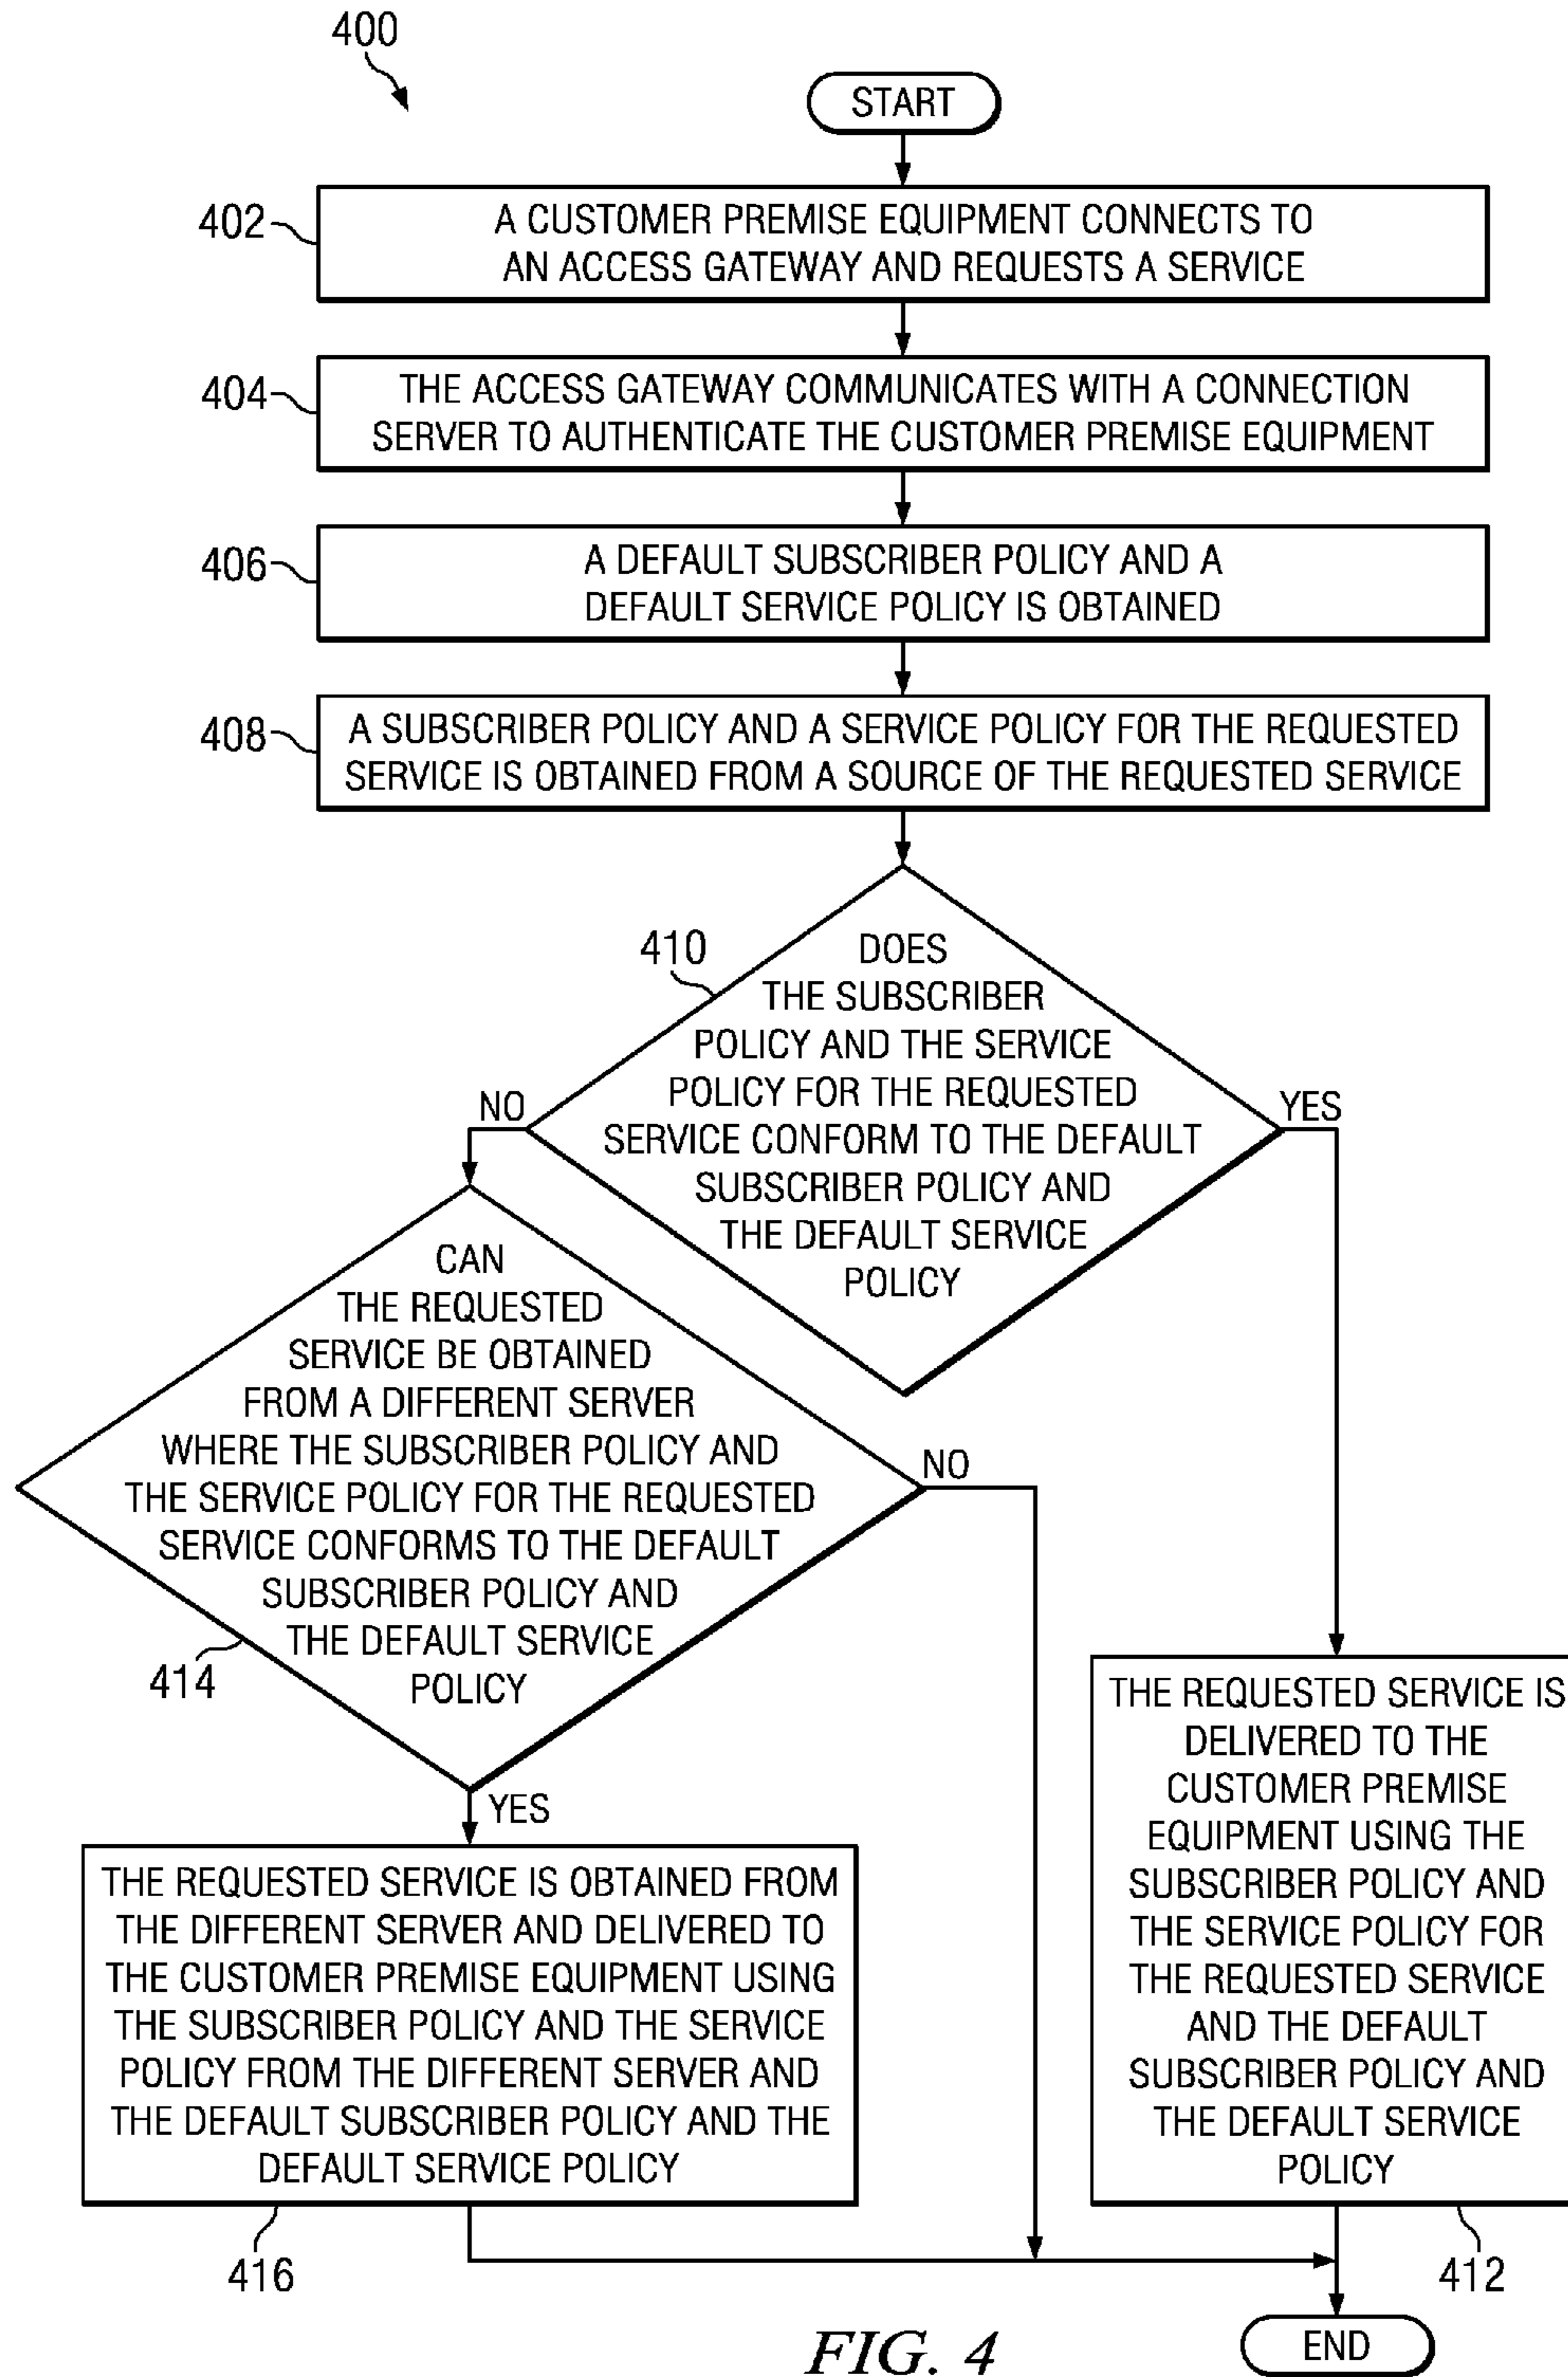 400
START
402
A CUSTOMER PREMISE EQUIPMENT CONNECTS TO
AN ACCESS GATEWAY AND REQUESTS A SERVICE
404
THE ACCESS GATEWAY COMMUNICATES WITH A CONNECTION
SERVER TO AUTHENTICATE THE CUSTOMER PREMISE EQUIPMENT
406
A DEFAULT SUBSCRIBER POLICY AND A
DEFAULT SERVICE POLICY IS OBTAINED
408
A SUBSCRIBER POLICY AND A SERVICE POLICY FOR THE REQUESTED
SERVICE IS OBTAINED FROM A SOURCE OF THE REQUESTED SERVICE
410
DOES
THE SUBSCRIBER
POLICY AND THE SERVICE
POLICY FOR THE REQUESTED
SERVICE CONFORM TO THE DEFAULT
SUBSCRIBER POLICY AND
THE DEFAULT SERVICE
POLICY
NO
YES
CAN
THE REQUESTED
SERVICE BE OBTAINED
FROM A DIFFERENT SERVER
WHERE THE SUBSCRIBER POLICY AND
THE SERVICE POLICY FOR THE REQUESTED
SERVICE CONFORMS TO THE DEFAULT
SUBSCRIBER POLICY AND
THE DEFAULT SERVICE
POLICY
414
NO
YES
THE REQUESTED SERVICE IS OBTAINED FROM
THE DIFFERENT SERVER AND DELIVERED TO
THE CUSTOMER PREMISE EQUIPMENT USING
THE SUBSCRIBER POLICY AND THE SERVICE
POLICY FROM THE DIFFERENT SERVER AND
THE DEFAULT SUBSCRIBER POLICY AND THE
DEFAULT SERVICE POLICY
416
THE REQUESTED SERVICE IS
DELIVERED TO THE
CUSTOMER PREMISE
EQUIPMENT USING THE
SUBSCRIBER POLICY AND
THE SERVICE POLICY FOR
THE REQUESTED SERVICE
AND THE DEFAULT
SUBSCRIBER POLICY AND
THE DEFAULT SERVICE
POLICY
412
END
FIG. 4